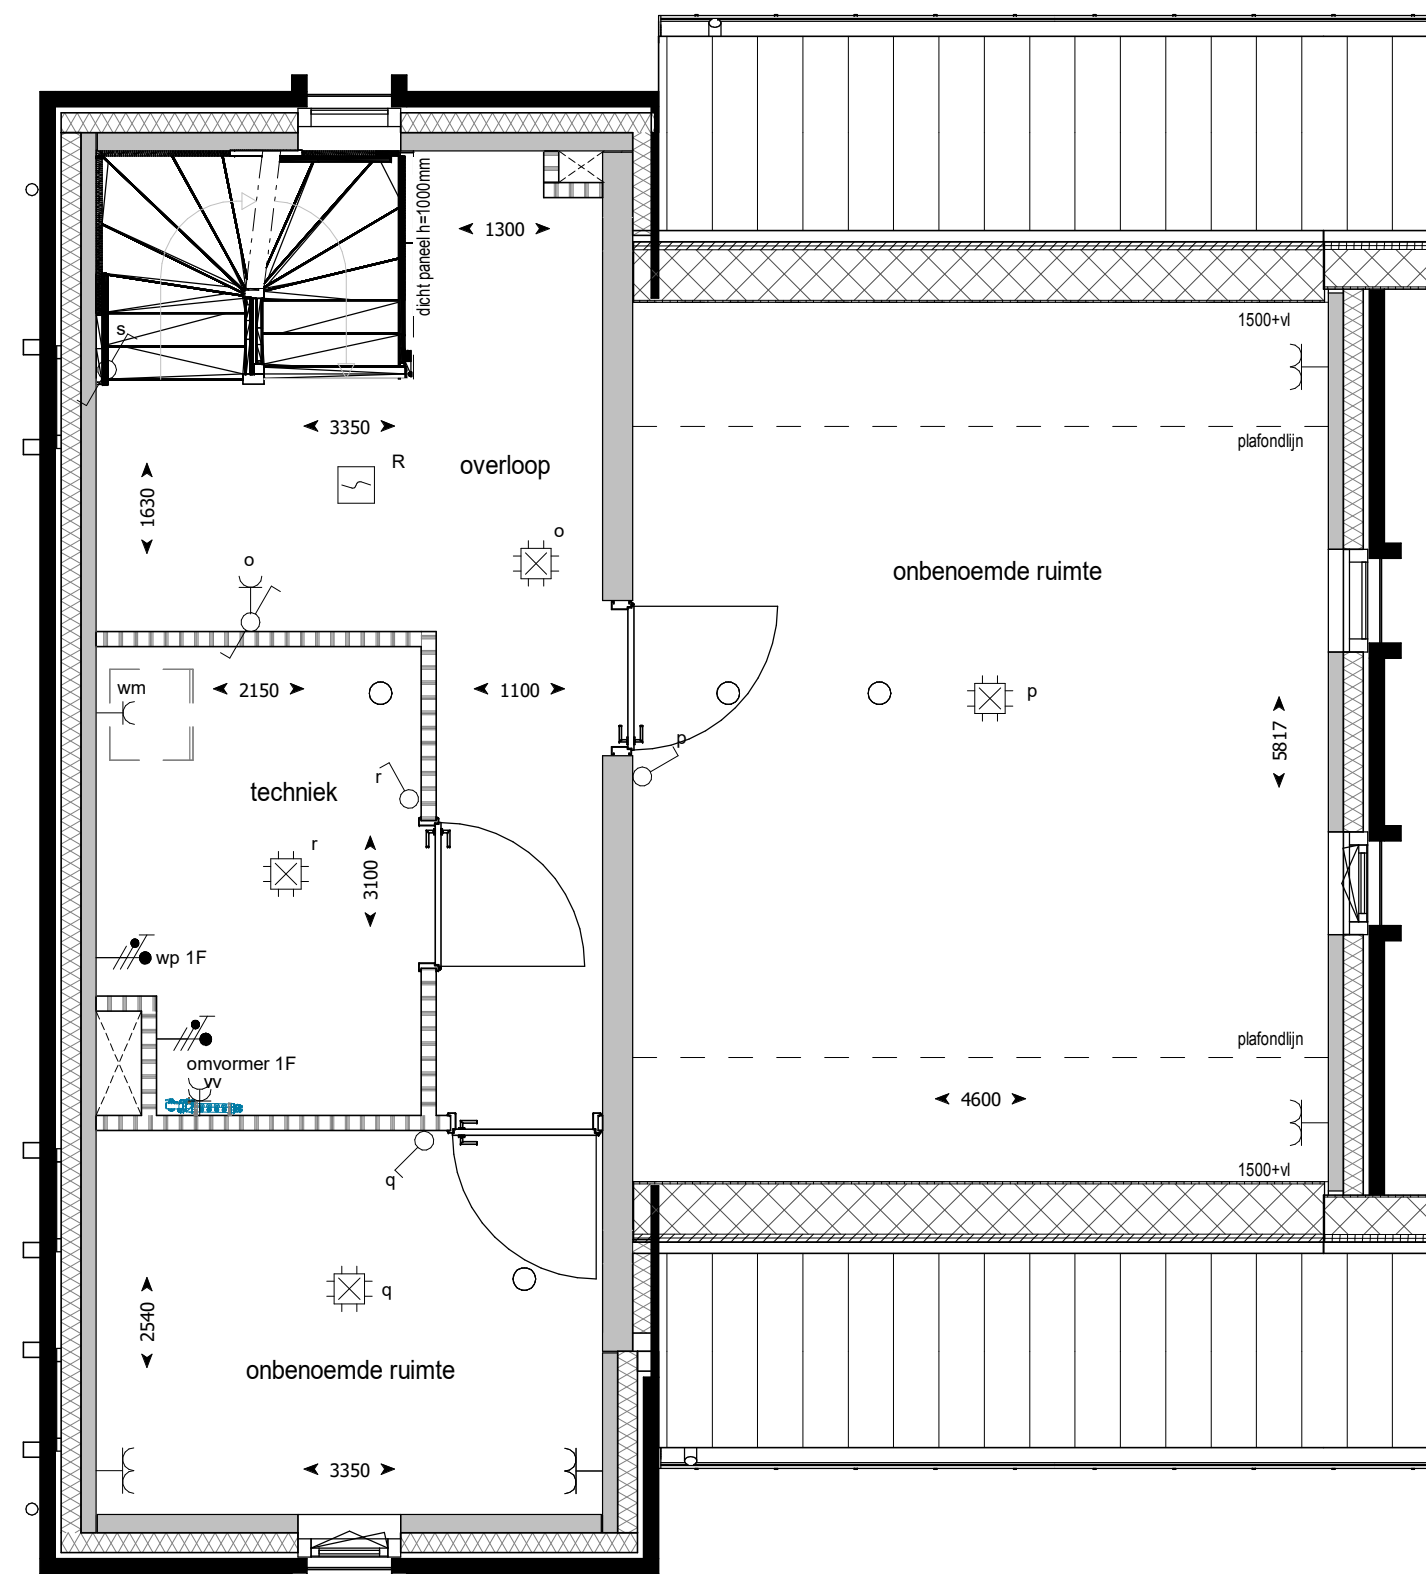 dicht paneel h=1000mm
1300
1500+vl
s
3350
plafondlijn
R
overloop
1630
o
o
onbenoemde ruimte
wm
2150
1100
p
p
5817
r
techniek
r
3100
wp 1F
omvormer 1F
vv
plafondlijn
4600
1500+vl
q
q
2540
onbenoemde ruimte
3350